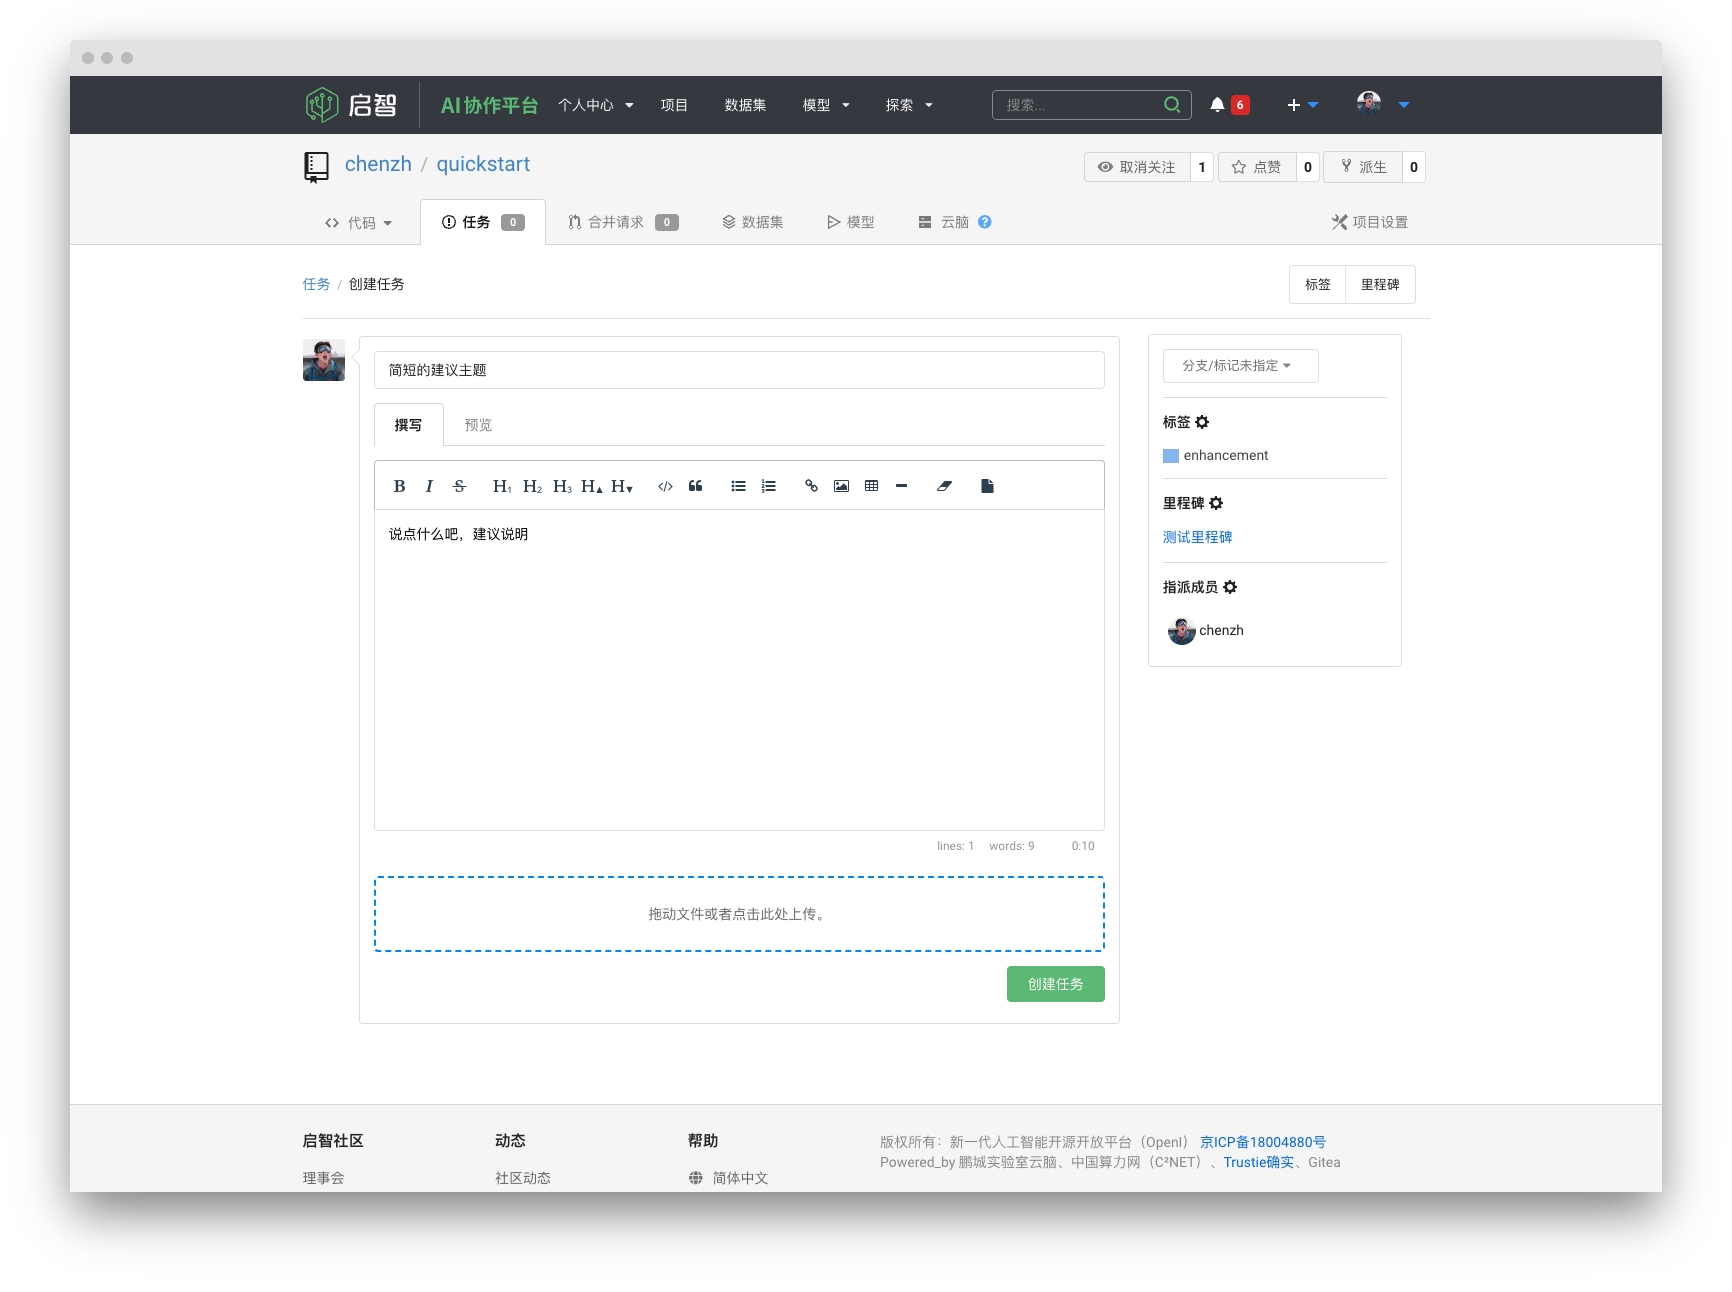 启智 AI协作平台 个人中心 项目 数据集 模型 探索 搜索... 6
chenzh / quickstart 取消关注 1 点赞 0 派生 0
代码 任务 0 合并请求 0 数据集 模型 云脑 ? 项目设置
任务 / 创建任务 标签 里程碑
简短的建议主题
撰写 预览
B I S H1 H2 H3 H▲ H▼
说点什么吧，建议说明
lines: 1 words: 9 0:10
拖动文件或者点击此处上传。
创建任务
分支/标记未指定
标签
enhancement
里程碑
测试里程碑
指派成员
chenzh
启智社区 动态 帮助
理事会 社区动态 简体中文
版权所有：新一代人工智能开源开放平台（OpenI） 京ICP备18004880号
Powered_by 鹏城实验室云脑、中国算力网（C²NET）、Trustie确实、Gitea